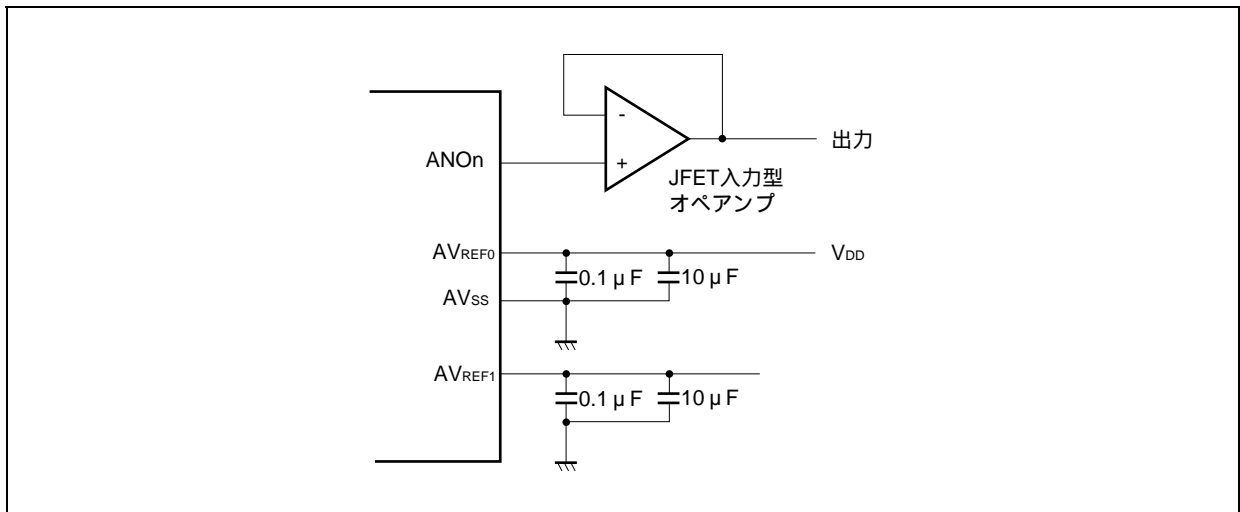 -
出力
ANOn
+
JFET入力型
オペアンプ
AVREF0
VDD
0.1 μ F
10 μ F
AVSS
AVREF1
0.1 μ F
10 μ F